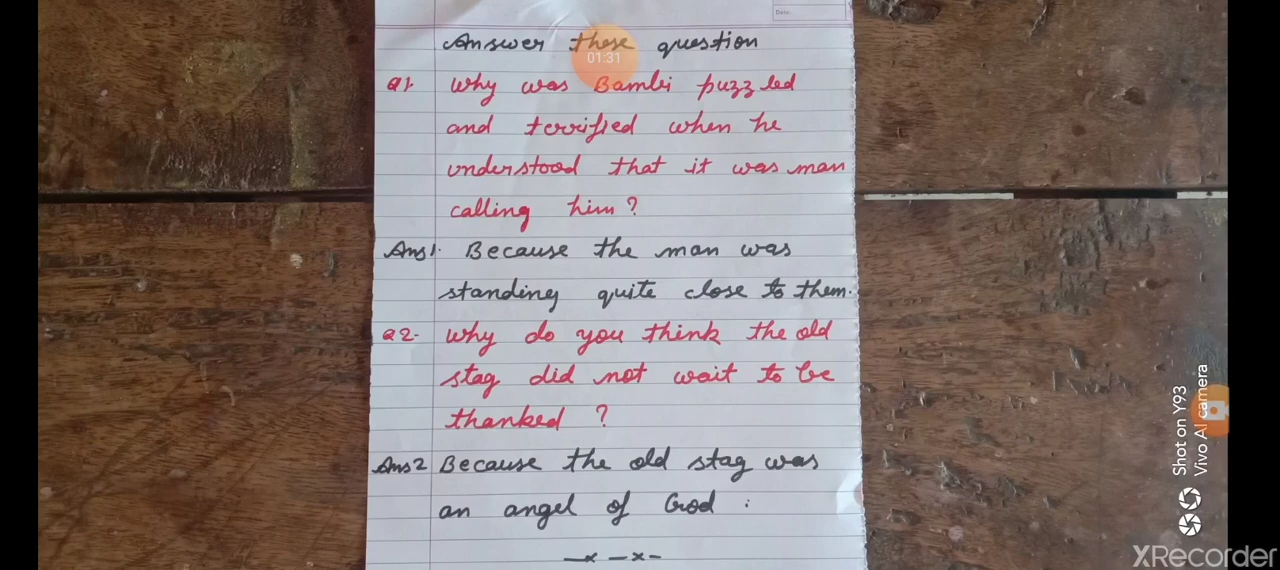 Date:
Answer these question
01:31
Q1. Why was Bambi puzzled
and terrified when he
understood that it was man
calling him?
Ans1. Because the man was
standing quite close to them.
Q2- Why do you think the old
stag did not wait to be
thanked ?
Ans2 Because the old stag was
an angel of God :
—x—x-
Shot on Y93
Vivo AI camera
XRecorder